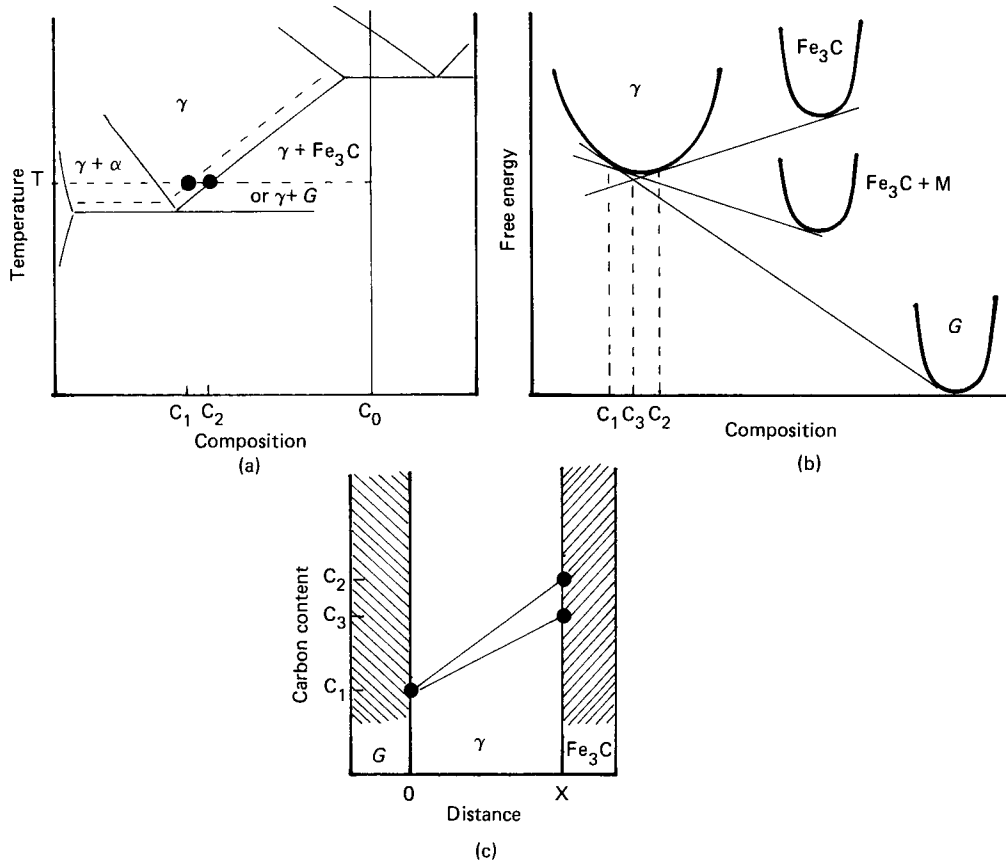 Temperature
T
γ
γ + α
γ + Fe₃C
or γ + G
C₁ C₂ C₀
Composition
(a)
Free energy
γ
Fe₃C
Fe₃C + M
G
C₁ C₃ C₂
Composition
(b)
Carbon content
C₂
C₃
C₁
G
γ
Fe₃C
0 X
Distance
(c)